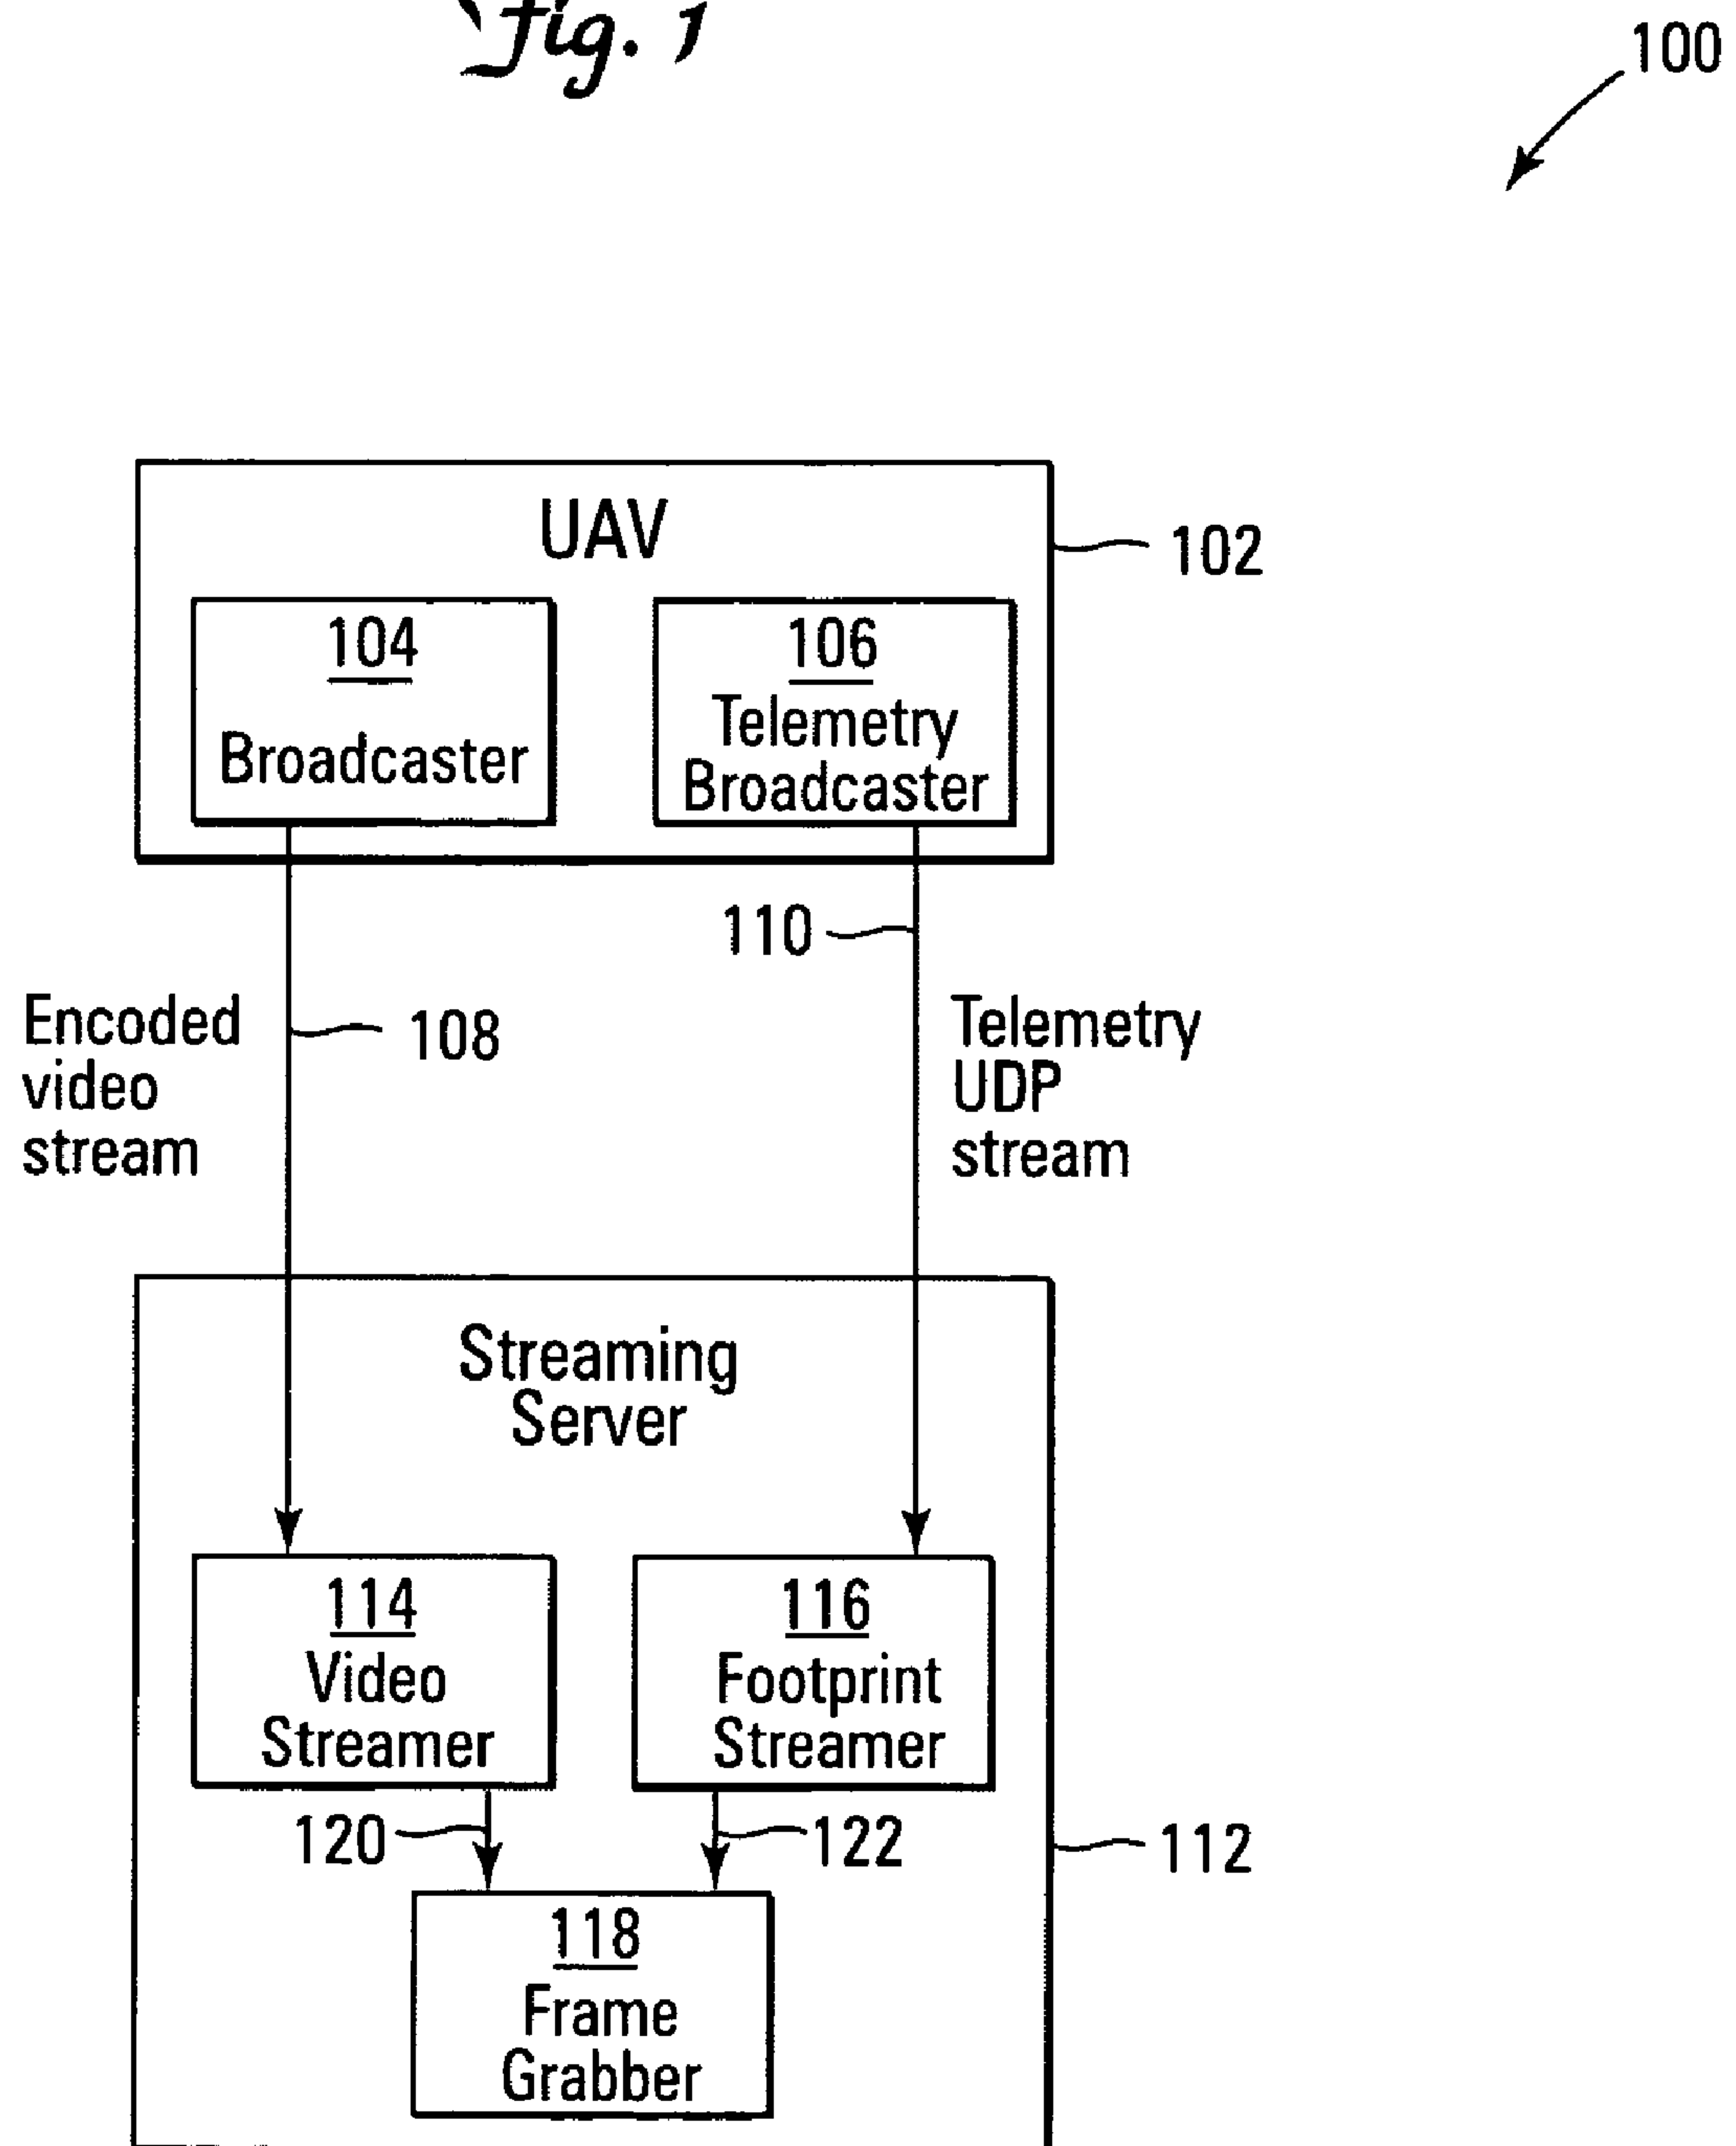 Fig. 1
100
UAV
102
104
Broadcaster
106
Telemetry
Broadcaster
110
Encoded
video
stream
108
Telemetry
UDP
stream
Streaming
Server
114
Video
Streamer
116
Footprint
Streamer
120
122
112
118
Frame
Grabber